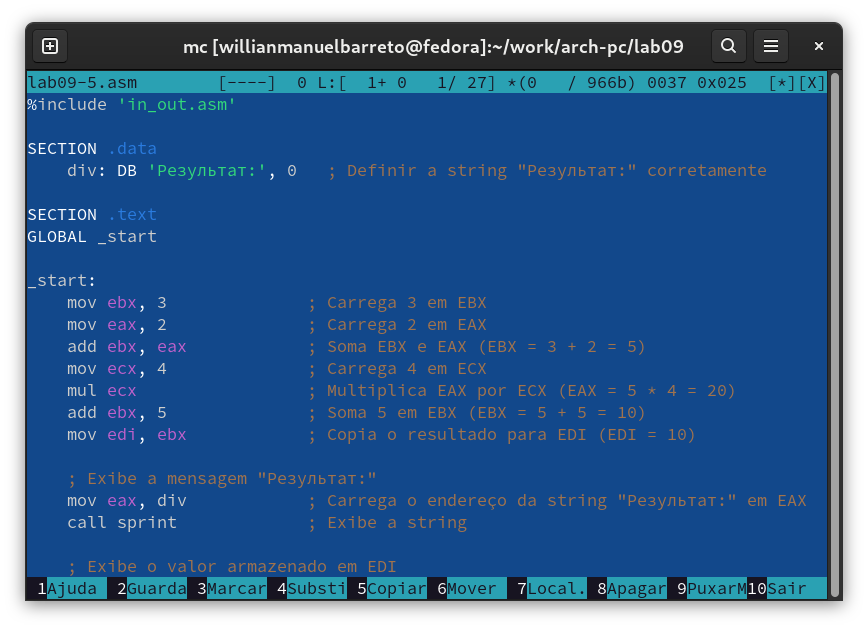 mc [willianmanuelbarreto@fedora]:~/work/arch-pc/lab09
lab09-5.asm        [----]  0 L:[  1+ 0   1/ 27] *(0   / 966b) 0037 0x025  [*][X]
%include 'in_out.asm'
SECTION .data
    div: DB 'Результат:', 0   ; Definir a string "Результат:" corretamente
SECTION .text
GLOBAL _start
_start:
    mov ebx, 3              ; Carrega 3 em EBX
    mov eax, 2              ; Carrega 2 em EAX
    add ebx, eax            ; Soma EBX e EAX (EBX = 3 + 2 = 5)
    mov ecx, 4              ; Carrega 4 em ECX
    mul ecx                 ; Multiplica EAX por ECX (EAX = 5 * 4 = 20)
    add ebx, 5              ; Soma 5 em EBX (EBX = 5 + 5 = 10)
    mov edi, ebx            ; Copia o resultado para EDI (EDI = 10)
    ; Exibe a mensagem "Результат:"
    mov eax, div            ; Carrega o endereço da string "Результат:" em EAX
    call sprint             ; Exibe a string
    ; Exibe o valor armazenado em EDI
 1Ajuda  2Guarda 3Marcar 4Substi 5Copiar 6Mover  7Local. 8Apagar 9PuxarM10Sair